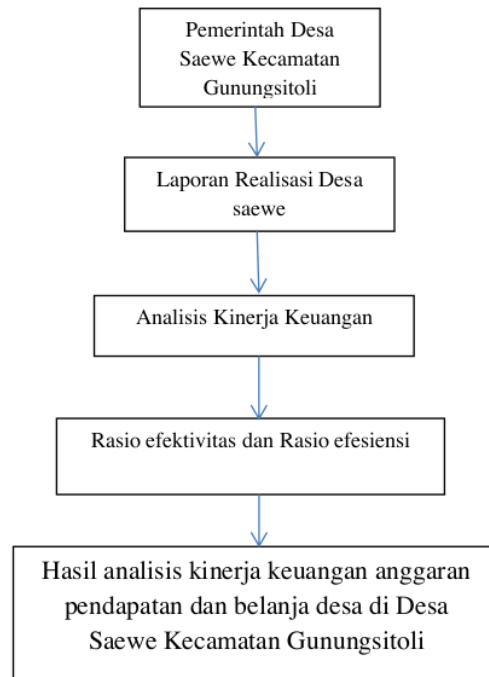 Pemerintah Desa
Saewe Kecamatan
Gunungsitoli
Laporan Realisasi Desa
saewe
Analisis Kinerja Keuangan
Rasio efektivitas dan Rasio efesiensi
Hasil analisis kinerja keuangan anggaran
pendapatan dan belanja desa di Desa
Saewe Kecamatan Gunungsitoli